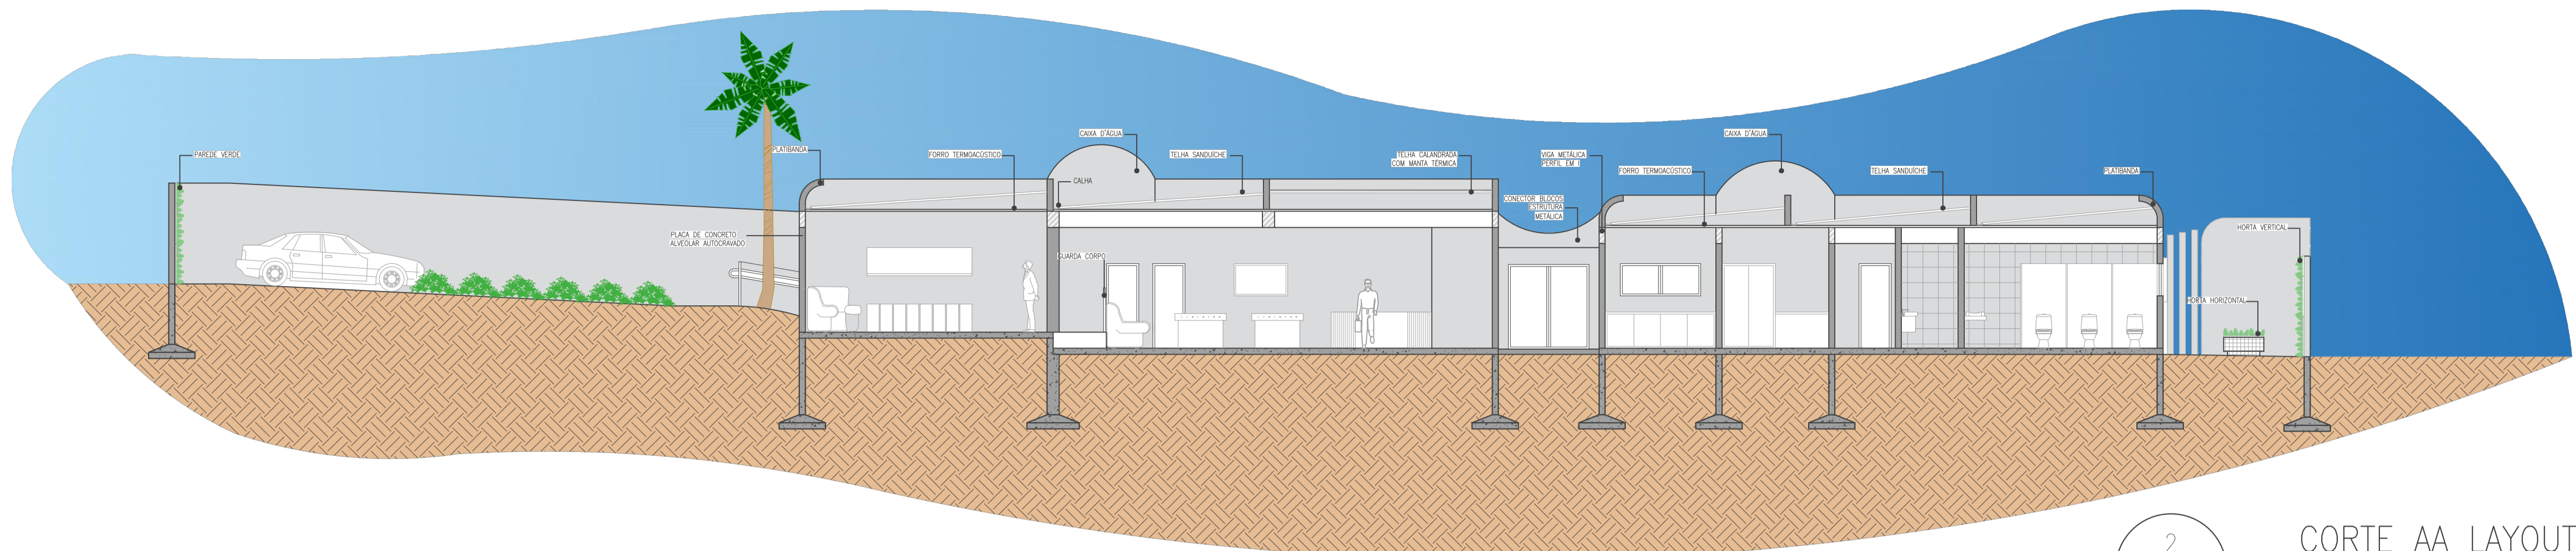 CAIXA D'ÁGUA
CAIXA D'ÁGUA
PAREDE VERDE
PLATIBANDA
FORRO TERMOACÚSTICO
TELHA SANDUÍCHE
TELHA CALANDRADA
COM MANTA TÉRMICA
VIGA METÁLICA
PERFIL EM I
FORRO TERMOACÚSTICO
TELHA SANDUÍCHE
PLATIBANDA
CALHA
CONECTOR BLOCOS
ESTRUTURA
METÁLICA
PLACA DE CONCRETO
ALVEOLAR AUTOCRAVADO
GUARDA CORPO
HORTA VERTICAL
HORTA HORIZONTAL
2
CORTE AA LAYOUT